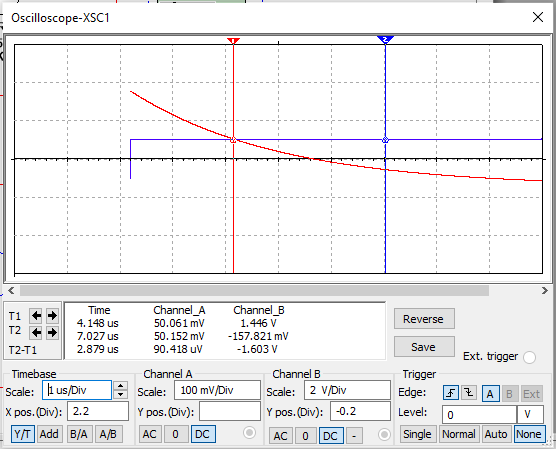 Oscilloscope-XSC1
1
2
T1
T2
T2-T1
Time Channel_A Channel_B
4.148 us 50.061 mV 1.446 V
7.027 us 50.152 mV -157.821 mV
2.879 us 90.418 uV -1.603 V
Reverse
Save
Ext. trigger
Timebase
Scale: 1 us/Div
X pos.(Div): 2.2
Y/T Add B/A A/B
Channel A
Scale: 100 mV/Div
Y pos.(Div):
AC 0 DC
Channel B
Scale: 2 V/Div
Y pos.(Div): -0.2
AC 0 DC -
Trigger
Edge: A B Ext
Level: 0 V
Single Normal Auto None